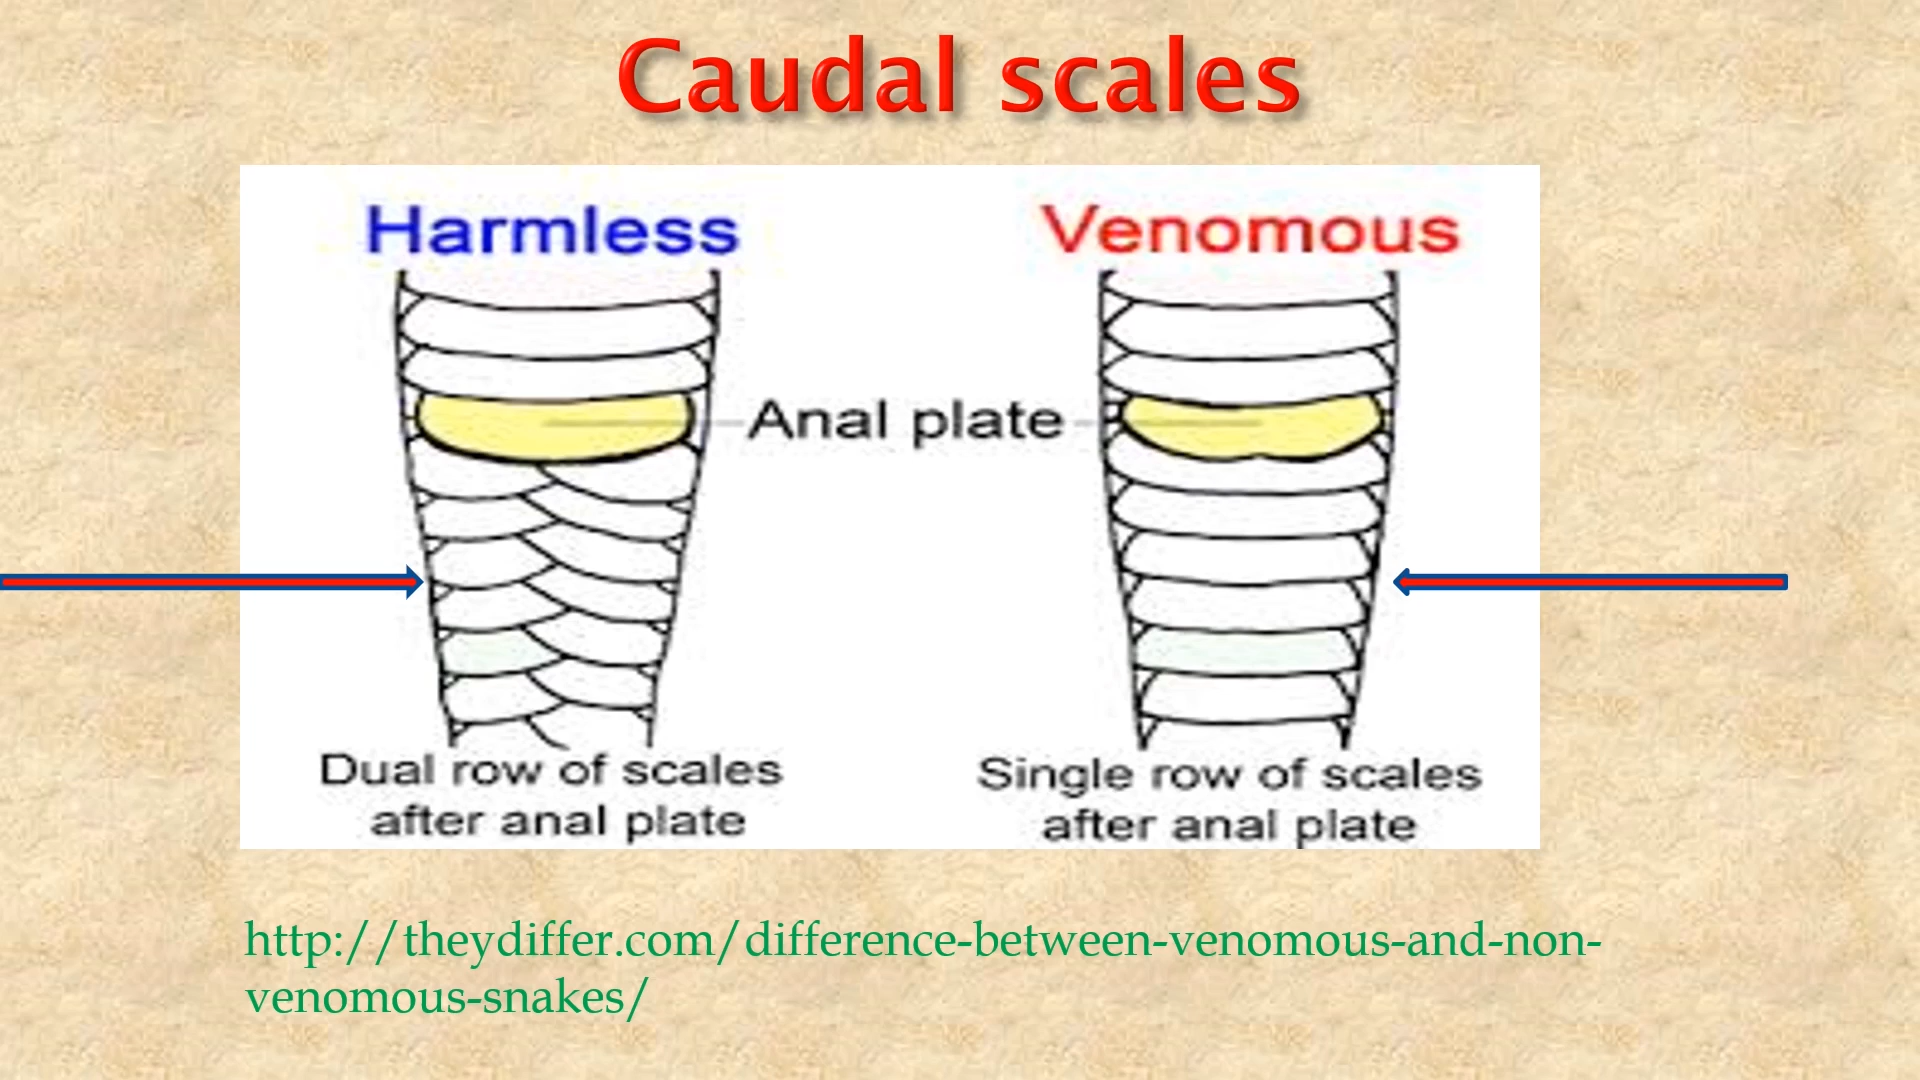 Caudal scales
Harmless
Venomous
Anal plate
Dual row of scales
after anal plate
Single row of scales
after anal plate
http://theydiffer.com/difference-between-venomous-and-non-
venomous-snakes/